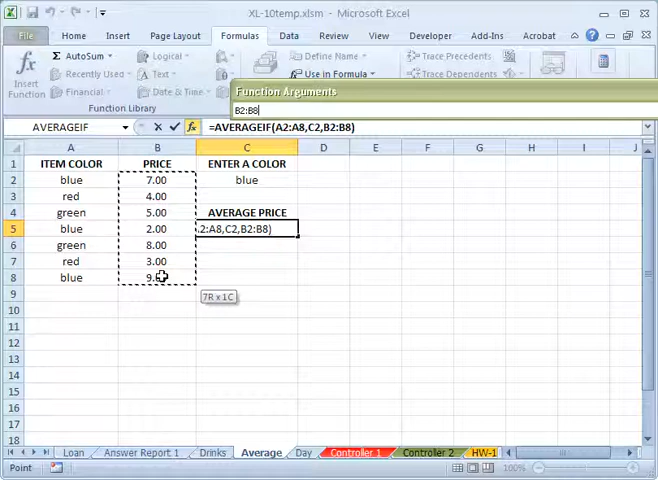 XL-10temp.xlsm - Microsoft Excel
File Home Insert Page Layout Formulas Data Review View Developer Add-Ins Acrobat
Insert Function
AutoSum
Recently Used
Financial
Logical
Text
Date & Time
Function Library
Define Name
Use in Formula
Trace Precedents
Trace Dependents
Function Arguments
B2:B8
AVERAGEIF fx =AVERAGEIF(A2:A8,C2,B2:B8)
A B C D E F G H I J
1 ITEM COLOR PRICE ENTER A COLOR
2 blue 7.00 blue
3 red 4.00
4 green 5.00 AVERAGE PRICE
5 blue 2.00 A2:A8,C2,B2:B8)
6 green 8.00
7 red 3.00
8 blue 9.
9
7R x 1C
10
11
12
13
14
15
16
17
18
Loan Answer Report 1 Drinks Average Day Controller 1 Controller 2 HW-1
Point 100%